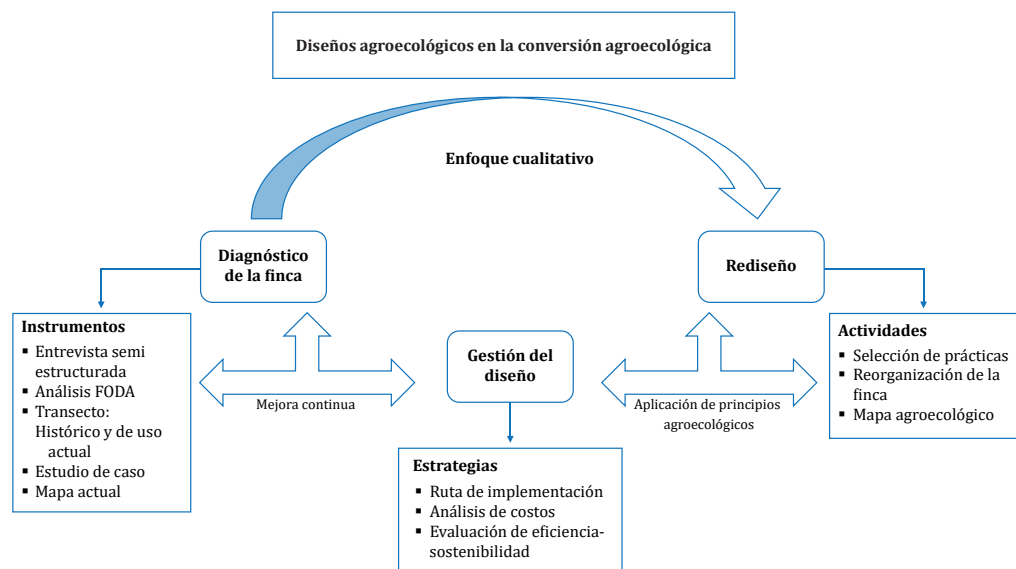 Diseños agroecológicos en la conversión agroecológica
Enfoque cualitativo
Diagnóstico
de la finca
Rediseño
Instrumentos
▪ Entrevista semi
estructurada
▪ Análisis FODA
▪ Transecto:
Histórico y de uso
actual
▪ Estudio de caso
▪ Mapa actual
Mejora continua
Gestión del
diseño
Aplicación de principios
agroecológicos
Actividades
▪ Selección de prácticas
▪ Reorganización de la
finca
▪ Mapa agroecológico
Estrategias
▪ Ruta de implementación
▪ Análisis de costos
▪ Evaluación de eficiencia-
sostenibilidad